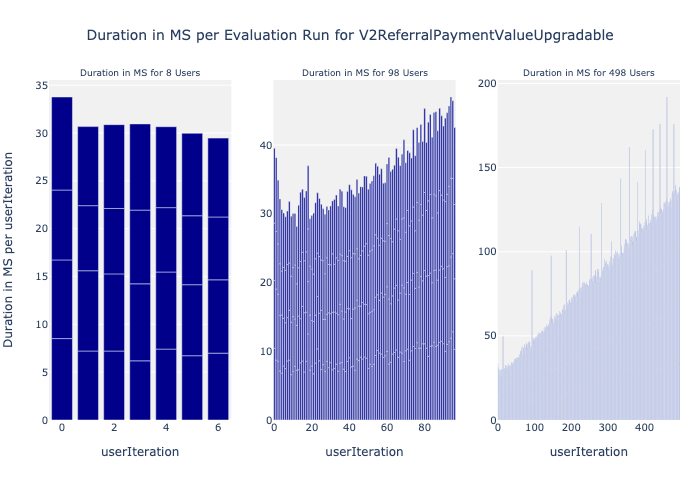 Duration in MS per Evaluation Run for V2ReferralPaymentValueUpgradable
Duration in MS for 8 Users
Duration in MS for 98 Users
Duration in MS for 498 Users
Duration in MS per userIteration
35
30
25
20
15
10
5
0
0 2 4 6
userIteration
40
30
20
10
0
0 20 40 60 80
userIteration
200
150
100
50
0
0 100 200 300 400
userIteration